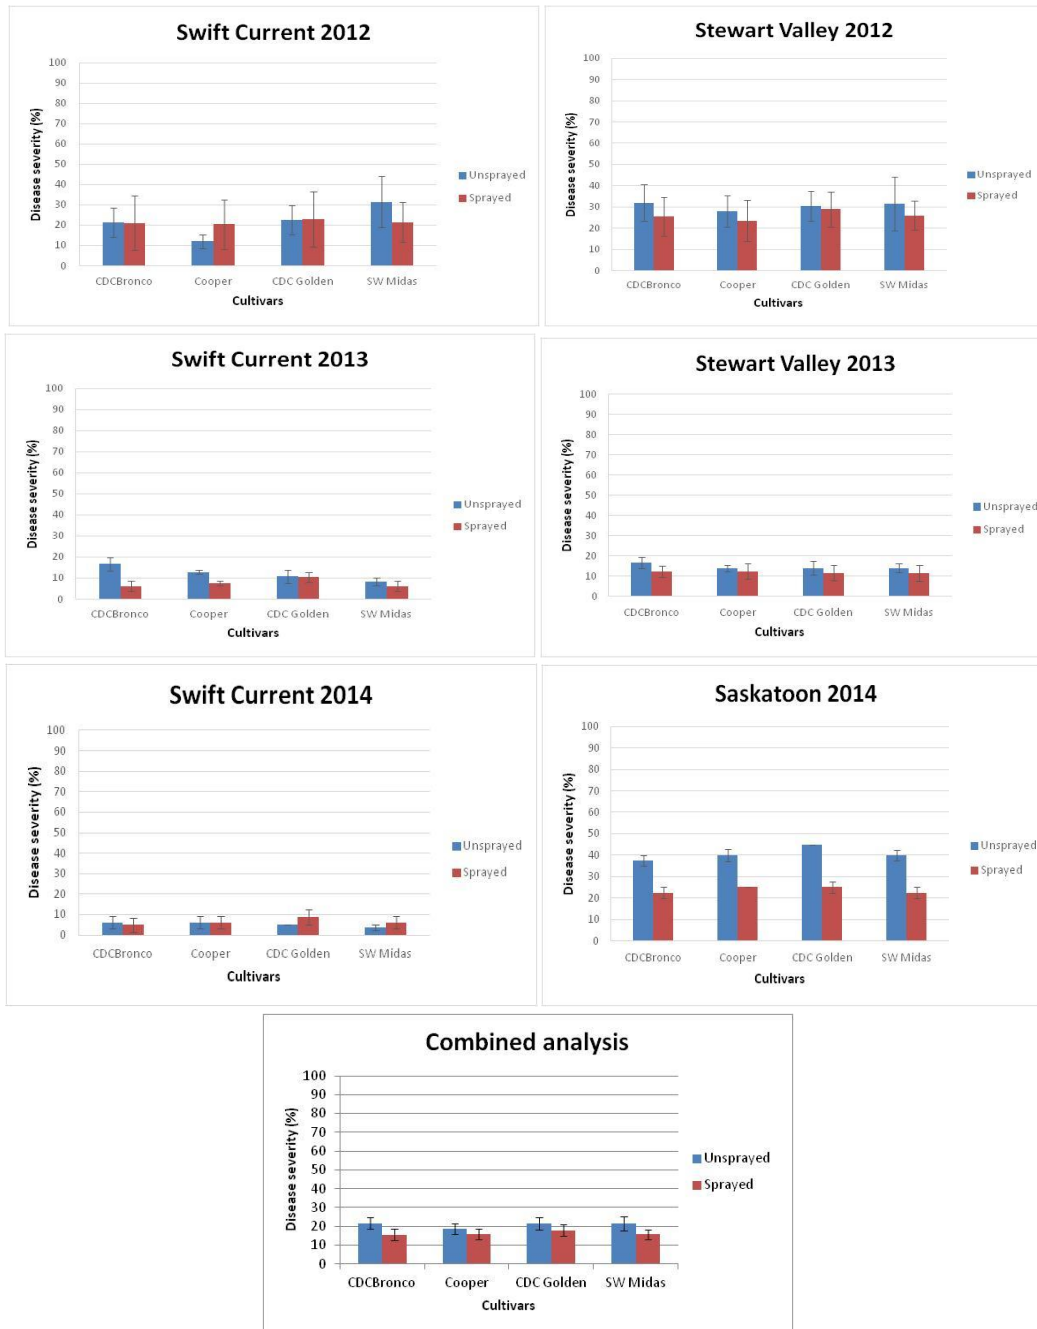 Swift Current 2012
Disease severity (%)
100
90
80
70
60
50
40
30
20
10
0
CDCBronco Cooper CDC Golden SW Midas
Cultivars
Unsprayed
Sprayed
Stewart Valley 2012
Disease severity (%)
100
90
80
70
60
50
40
30
20
10
0
CDCBronco Cooper CDC Golden SW Midas
Cultivars
Unsprayed
Sprayed
Swift Current 2013
Disease severity (%)
100
90
80
70
60
50
40
30
20
10
0
CDCBronco Cooper CDC Golden SW Midas
Cultivars
Unsprayed
Sprayed
Stewart Valley 2013
Disease severity (%)
100
90
80
70
60
50
40
30
20
10
0
CDCBronco Cooper CDC Golden SW Midas
Cultivars
Unsprayed
Sprayed
Swift Current 2014
Disease severity (%)
100
90
80
70
60
50
40
30
20
10
0
CDCBronco Cooper CDC Golden SW Midas
Cultivars
Unsprayed
Sprayed
Saskatoon 2014
Disease severity (%)
100
90
80
70
60
50
40
30
20
10
0
CDCBronco Cooper CDC Golden SW Midas
Cultivars
Unsprayed
Sprayed
Combined analysis
Disease severity (%)
100
90
80
70
60
50
40
30
20
10
0
CDCBronco Cooper CDC Golden SW Midas
Cultivars
Unsprayed
Sprayed